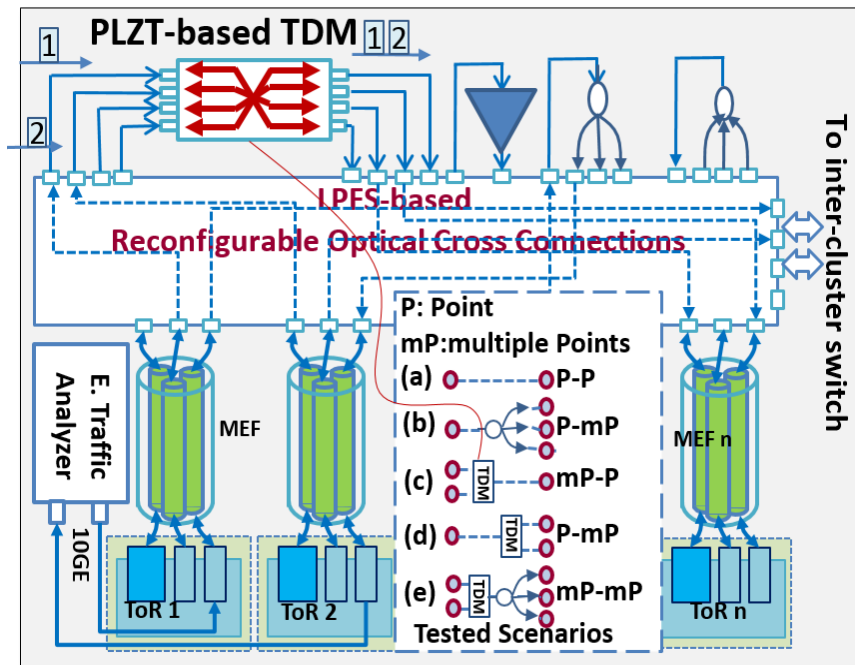 1
PLZT-based TDM
1 2
2
To inter-cluster switch
LPFS-based
Reconfigurable Optical Cross Connections
E. Traffic
Analyzer
10GE
MEF
MEF n
ToR 1
ToR 2
ToR n
P: Point
mP:multiple Points
(a) P-P
(b) P-mP
(c) TDM mP-P
(d) TDM P-mP
(e) TDM mP-mP
Tested Scenarios